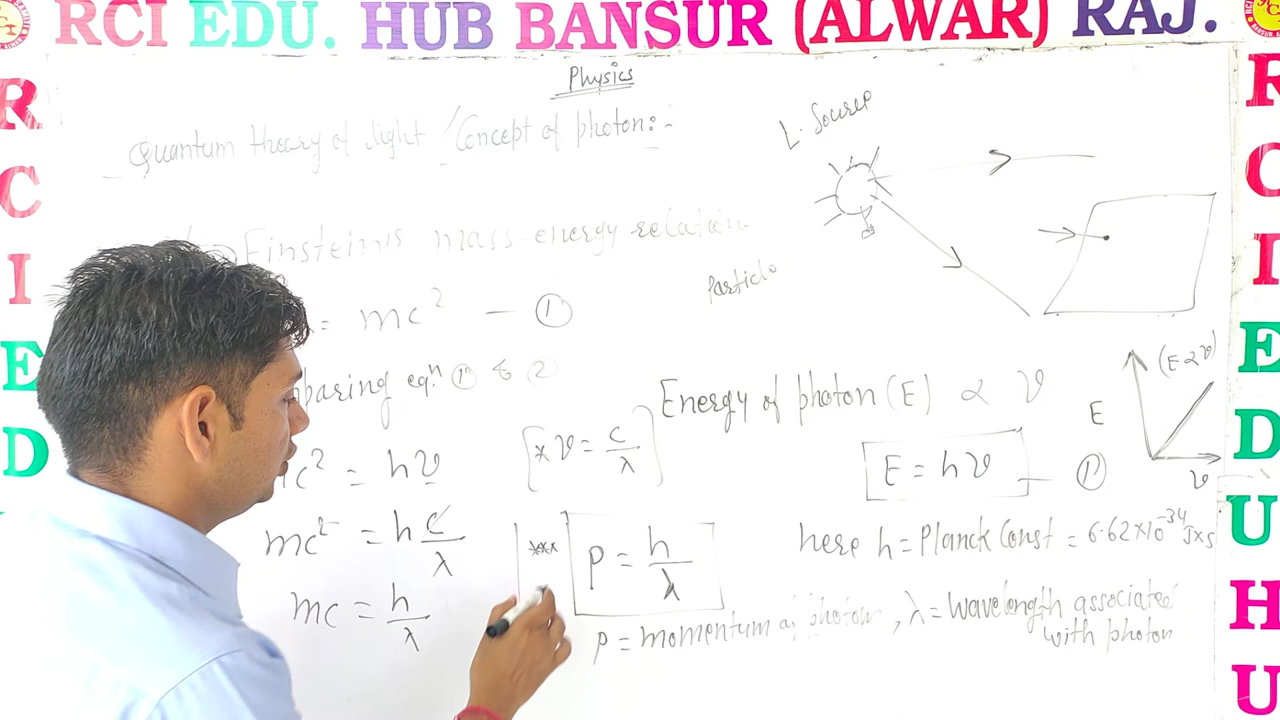 RCI EDU. HUB BANSUR (ALWAR) RAJ.
R
C
I
E
D
R
C
I
E
D
U
H
U
Physics
Quantum theory of light / Concept of photon:-
L. Source
Einstein's mass energy relation
Particle
= mc² — ①
paring eqⁿ ① & ②
Energy of photon (E) ∝ ν
E
(E∝ν)
ν
c² = hν
[* ν = c/λ]
E = hν — ①
mc² = h c/λ
*** P = h/λ
here h = Planck Const = 6.62×10⁻³⁴ J×s
mc = h/λ
P = momentum of photon, λ = wavelength associated
with photon